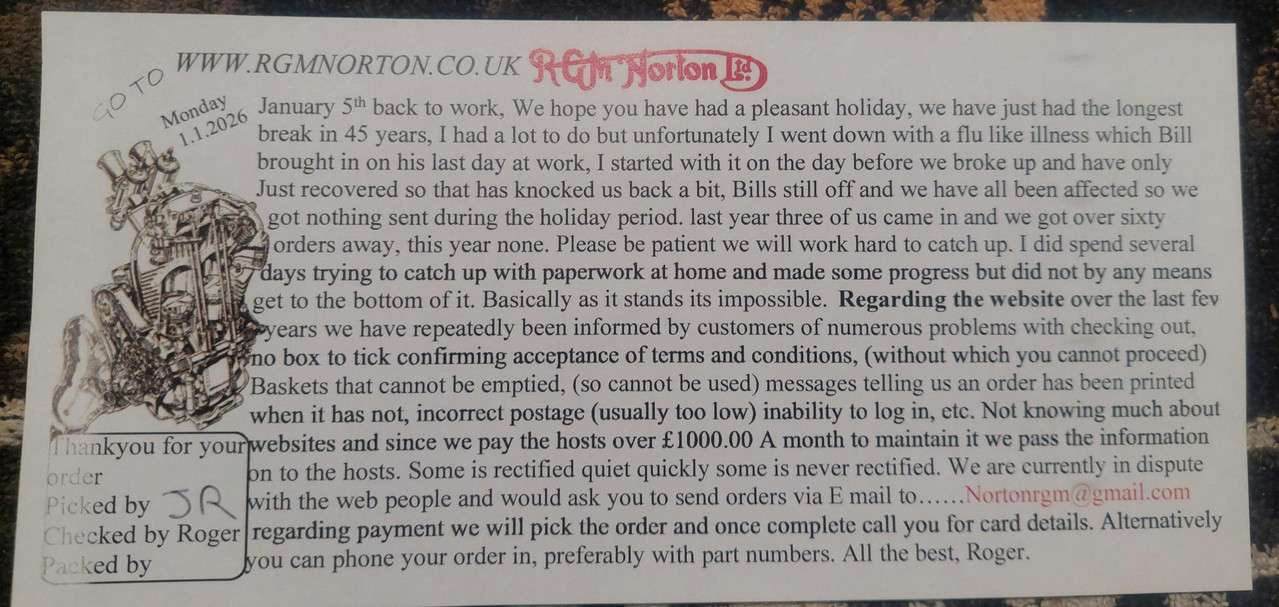 GO TO WWW.RGMNORTON.CO.UK RGM Norton Ltd.
Monday
1.1.2026
January 5th back to work, We hope you have had a pleasant holiday, we have just had the longest
break in 45 years, I had a lot to do but unfortunately I went down with a flu like illness which Bill
brought in on his last day at work, I started with it on the day before we broke up and have only
Just recovered so that has knocked us back a bit, Bills still off and we have all been affected so we
got nothing sent during the holiday period. last year three of us came in and we got over sixty
orders away, this year none. Please be patient we will work hard to catch up. I did spend several
days trying to catch up with paperwork at home and made some progress but did not by any means
get to the bottom of it. Basically as it stands its impossible. Regarding the website over the last fev
years we have repeatedly been informed by customers of numerous problems with checking out,
no box to tick confirming acceptance of terms and conditions, (without which you cannot proceed)
Baskets that cannot be emptied, (so cannot be used) messages telling us an order has been printed
when it has not, incorrect postage (usually too low) inability to log in, etc. Not knowing much about
websites and since we pay the hosts over £1000.00 A month to maintain it we pass the information
on to the hosts. Some is rectified quiet quickly some is never rectified. We are currently in dispute
with the web people and would ask you to send orders via E mail to……Nortonrgm@gmail.com
regarding payment we will pick the order and once complete call you for card details. Alternatively
you can phone your order in, preferably with part numbers. All the best, Roger.
Thankyou for your
order
Picked by JR
Checked by Roger
Packed by